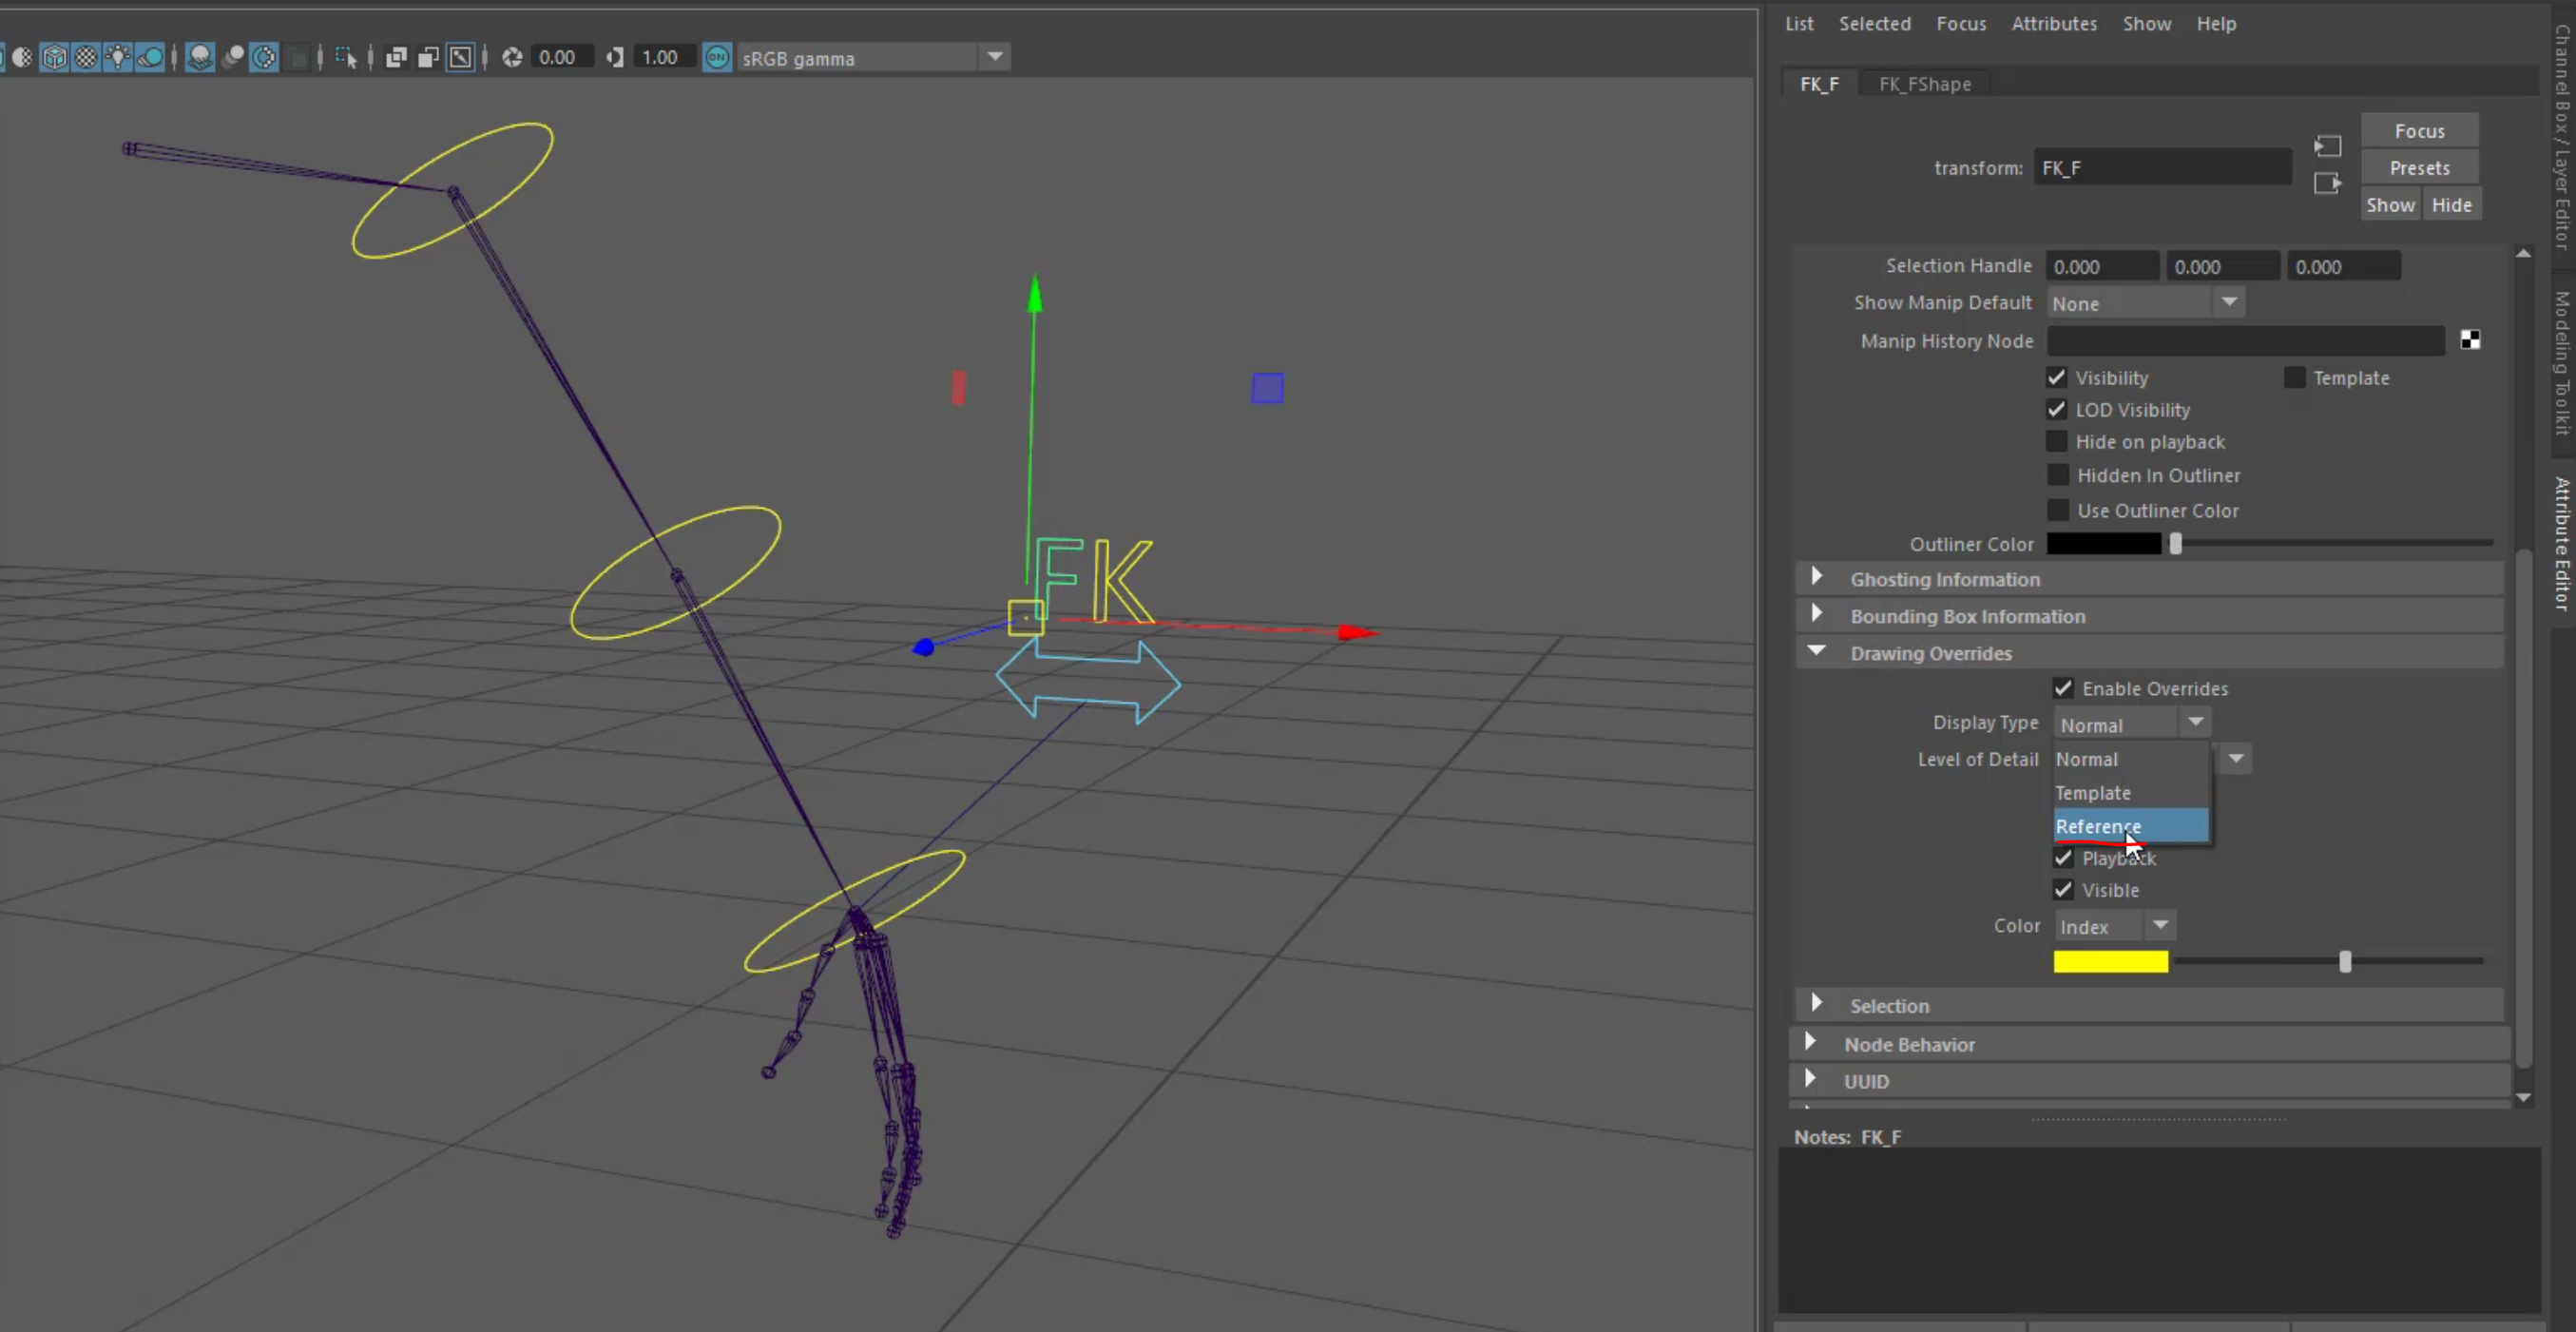 List Selected Focus Attributes Show Help
0.00 1.00 ON sRGB gamma
FK_F FK_FShape
Focus
transform: FK_F
Presets
Show Hide
Selection Handle 0.000 0.000 0.000
Show Manip Default None
Manip History Node
Visibility Template
LOD Visibility
Hide on playback
Hidden In Outliner
Use Outliner Color
Outliner Color
Ghosting Information
Bounding Box Information
Drawing Overrides
Enable Overrides
Display Type Normal
Level of Detail Normal
Template
Reference
Playback
Visible
Color Index
Selection
Node Behavior
UUID
Notes: FK_F
FK
Channel Box / Layer Editor
Modeling Toolkit
Attribute Editor